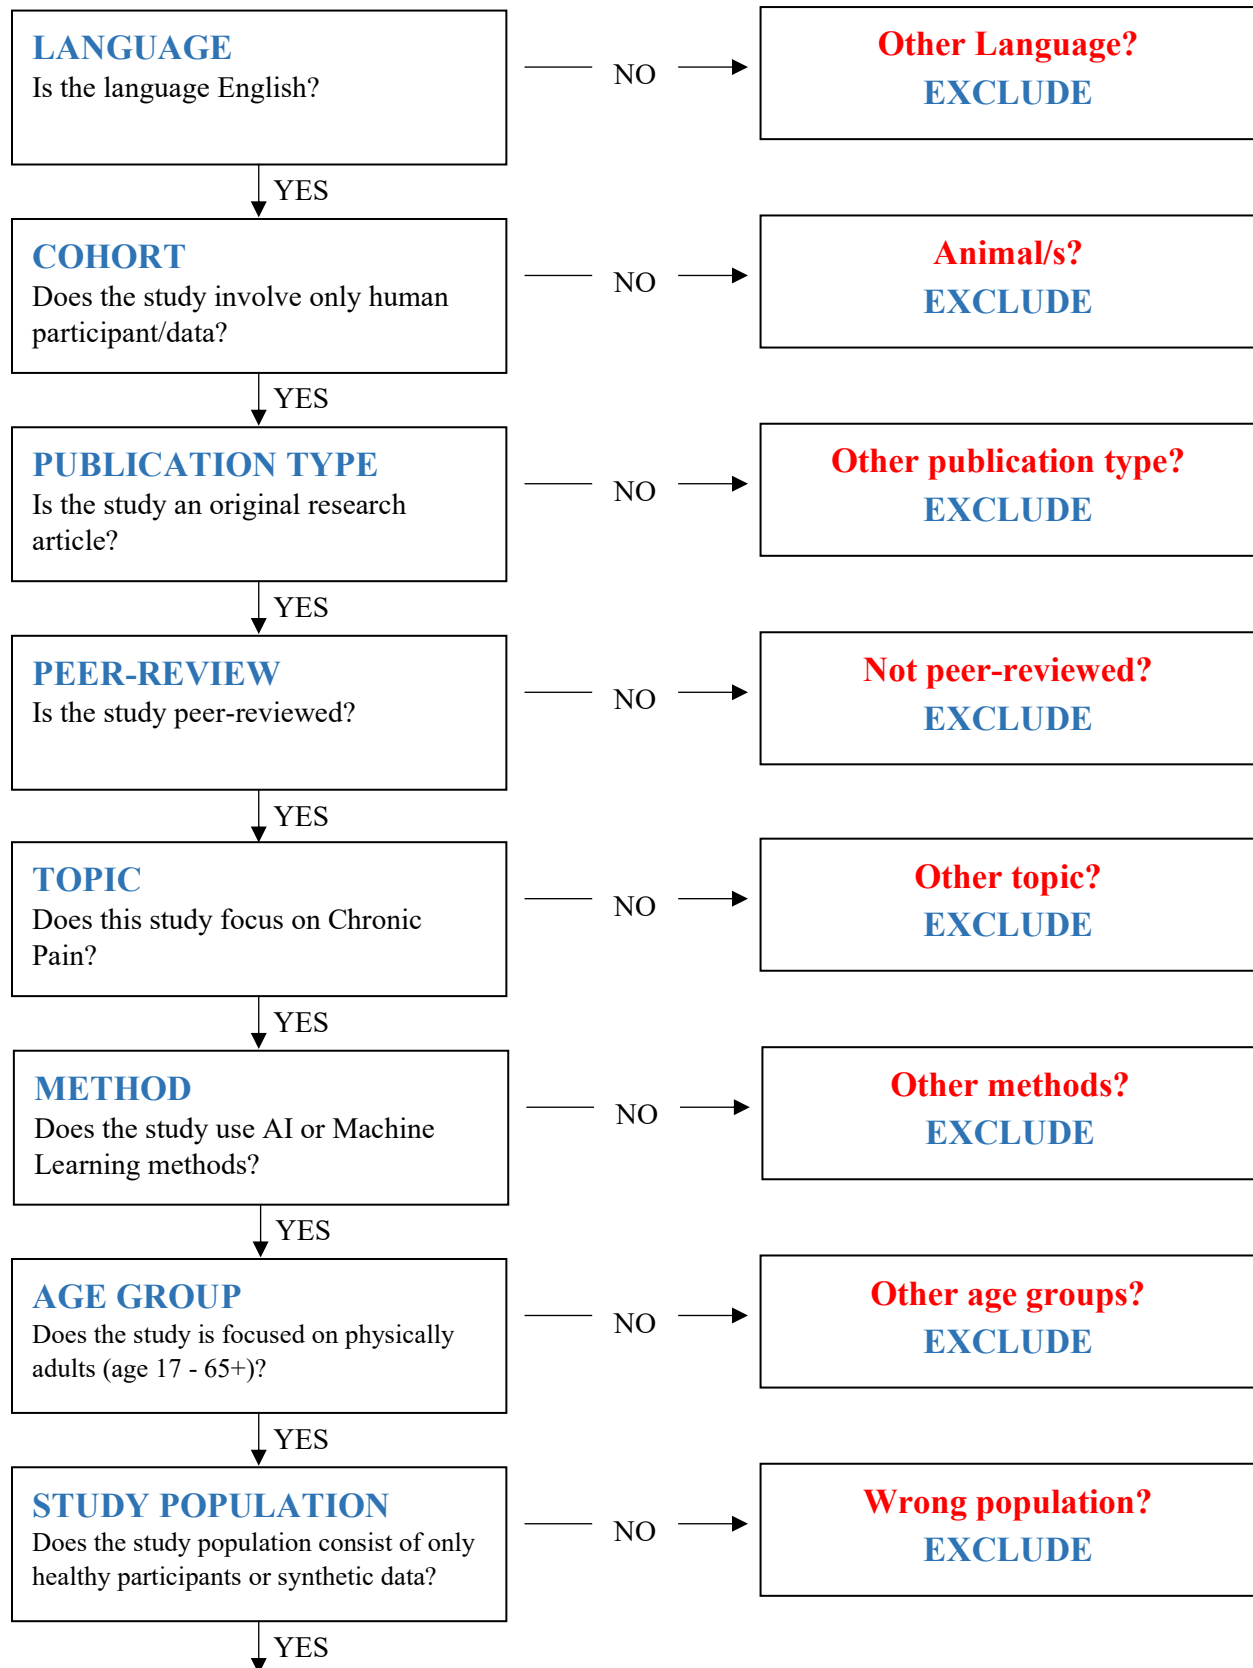 LANGUAGE
Is the language English?
NO
Other Language?
EXCLUDE
YES
COHORT
Does the study involve only human
participant/data?
NO
Animal/s?
EXCLUDE
YES
PUBLICATION TYPE
Is the study an original research
article?
NO
Other publication type?
EXCLUDE
YES
PEER-REVIEW
Is the study peer-reviewed?
NO
Not peer-reviewed?
EXCLUDE
YES
TOPIC
Does this study focus on Chronic
Pain?
NO
Other topic?
EXCLUDE
YES
METHOD
Does the study use AI or Machine
Learning methods?
NO
Other methods?
EXCLUDE
YES
AGE GROUP
Does the study is focused on physically
adults (age 17 - 65+)?
NO
Other age groups?
EXCLUDE
YES
STUDY POPULATION
Does the study population consist of only
healthy participants or synthetic data?
NO
Wrong population?
EXCLUDE
YES